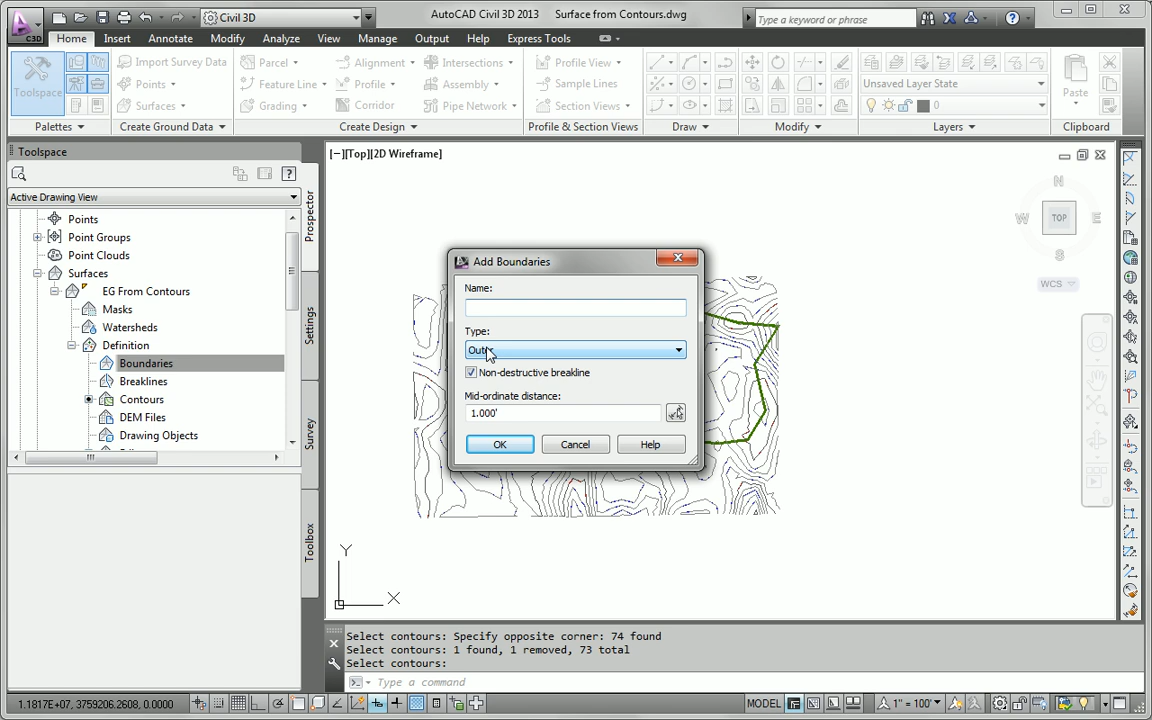 Civil 3D
AutoCAD Civil 3D 2013 Surface from Contours.dwg
Type a keyword or phrase
C3D
Home Insert Annotate Modify Analyze View Manage Output Help Express Tools
Toolspace
Import Survey Data
Points
Surfaces
Parcel
Feature Line
Grading
Alignment
Profile
Corridor
Intersections
Assembly
Pipe Network
Profile View
Sample Lines
Section Views
Unsaved Layer State
0
Paste
Palettes Create Ground Data Create Design Profile & Section Views Draw Modify Layers Clipboard
Toolspace
Active Drawing View
Points
Point Groups
Point Clouds
Surfaces
EG From Contours
Masks
Watersheds
Definition
Boundaries
Breaklines
Contours
DEM Files
Drawing Objects
Prospector
Settings
Survey
Toolbox
[−][Top][2D Wireframe]
N
W TOP E
S
WCS
Add Boundaries
Name:
Type:
Non-destructive breakline
Mid-ordinate distance:
1.000'
OK Cancel Help
Y
X
Select contours: Specify opposite corner: 74 found
Select contours: 1 found, 1 removed, 73 total
Select contours:
Type a command
1.1817E+07, 3759206.2608, 0.0000
MODEL
1" = 100'